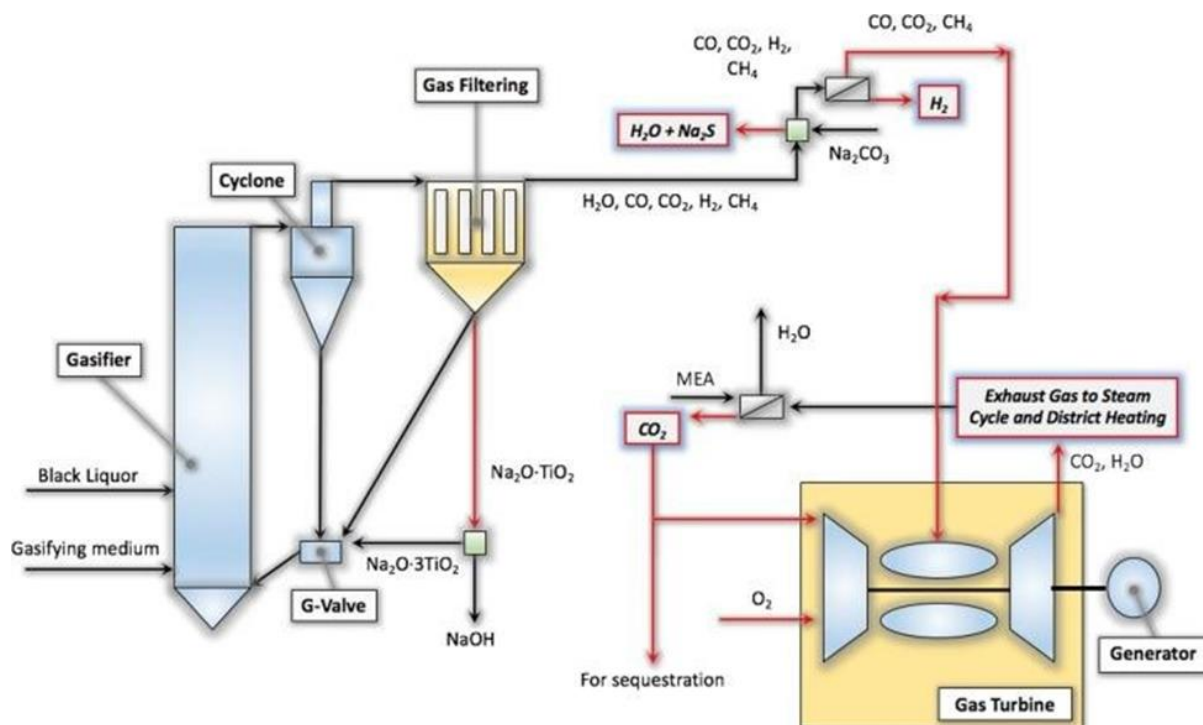 CO, CO₂, CH₄
CO, CO₂, H₂,
CH₄
Gas Filtering
H₂
H₂O + Na₂S
Na₂CO₃
Cyclone
H₂O, CO, CO₂, H₂, CH₄
Gasifier
H₂O
MEA
Exhaust Gas to Steam
Cycle and District Heating
CO₂
CO₂, H₂O
Na₂O·TiO₂
Black Liquor
Gasifying medium
Na₂O·3TiO₂
G-Valve
O₂
NaOH
Generator
For sequestration
Gas Turbine